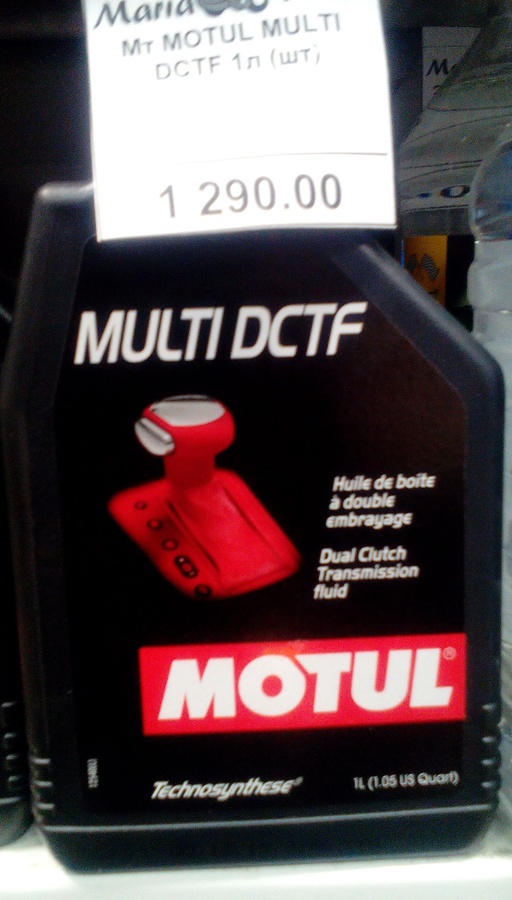 Maria
Мт MOTUL MULTI
DCTF 1л (шт)
1 290.00
MULTI DCTF
Huile de boîte
à double
embrayage
Dual Clutch
Transmission
fluid
MOTUL®
Technosynthese®
1L (1.05 US Quart)